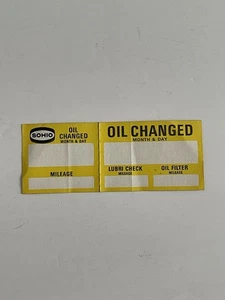 SOHIO
OIL
CHANGED
MONTH & DAY
MILEAGE
OIL CHANGED
MONTH & DAY
LUBRI CHECK
MILEAGE
OIL FILTER
MILEAGE